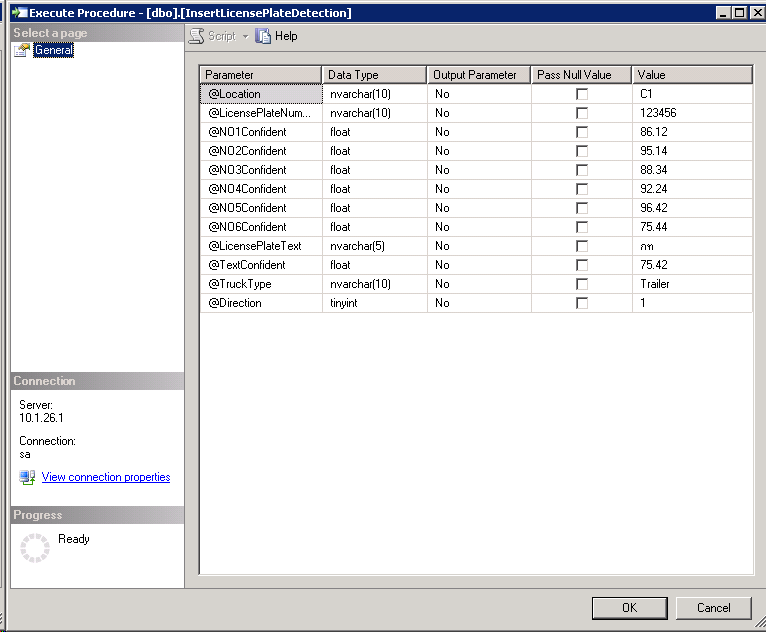 Execute Procedure - [dbo].[InsertLicensePlateDetection]
Select a page
General
Script Help
Parameter Data Type Output Parameter Pass Null Value Value
@Location nvarchar(10) No C1
@LicensePlateNum... nvarchar(10) No 123456
@NO1Confident float No 86.12
@NO2Confident float No 95.14
@NO3Confident float No 88.34
@NO4Confident float No 92.24
@NO5Confident float No 96.42
@NO6Confident float No 75.44
@LicensePlateText nvarchar(5) No
@TextConfident float No 75.42
@TruckType nvarchar(10) No Trailer
@Direction tinyint No 1
Connection
Server:
10.1.26.1
Connection:
sa
View connection properties
Progress
Ready
OK Cancel